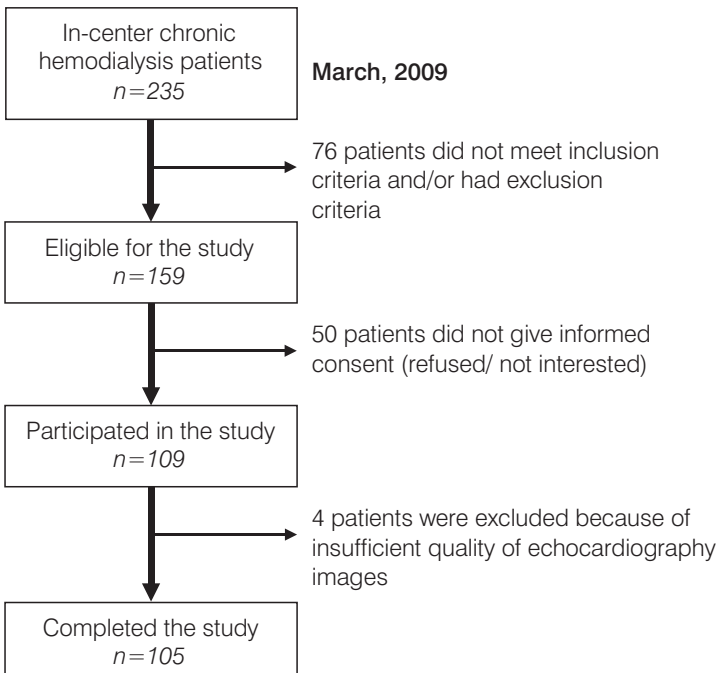 In-center chronic
hemodialysis patients
n=235
March, 2009
76 patients did not meet inclusion
criteria and/or had exclusion
criteria
Eligible for the study
n=159
50 patients did not give informed
consent (refused/ not interested)
Participated in the study
n=109
4 patients were excluded because of
insufficient quality of echocardiography
images
Completed the study
n=105